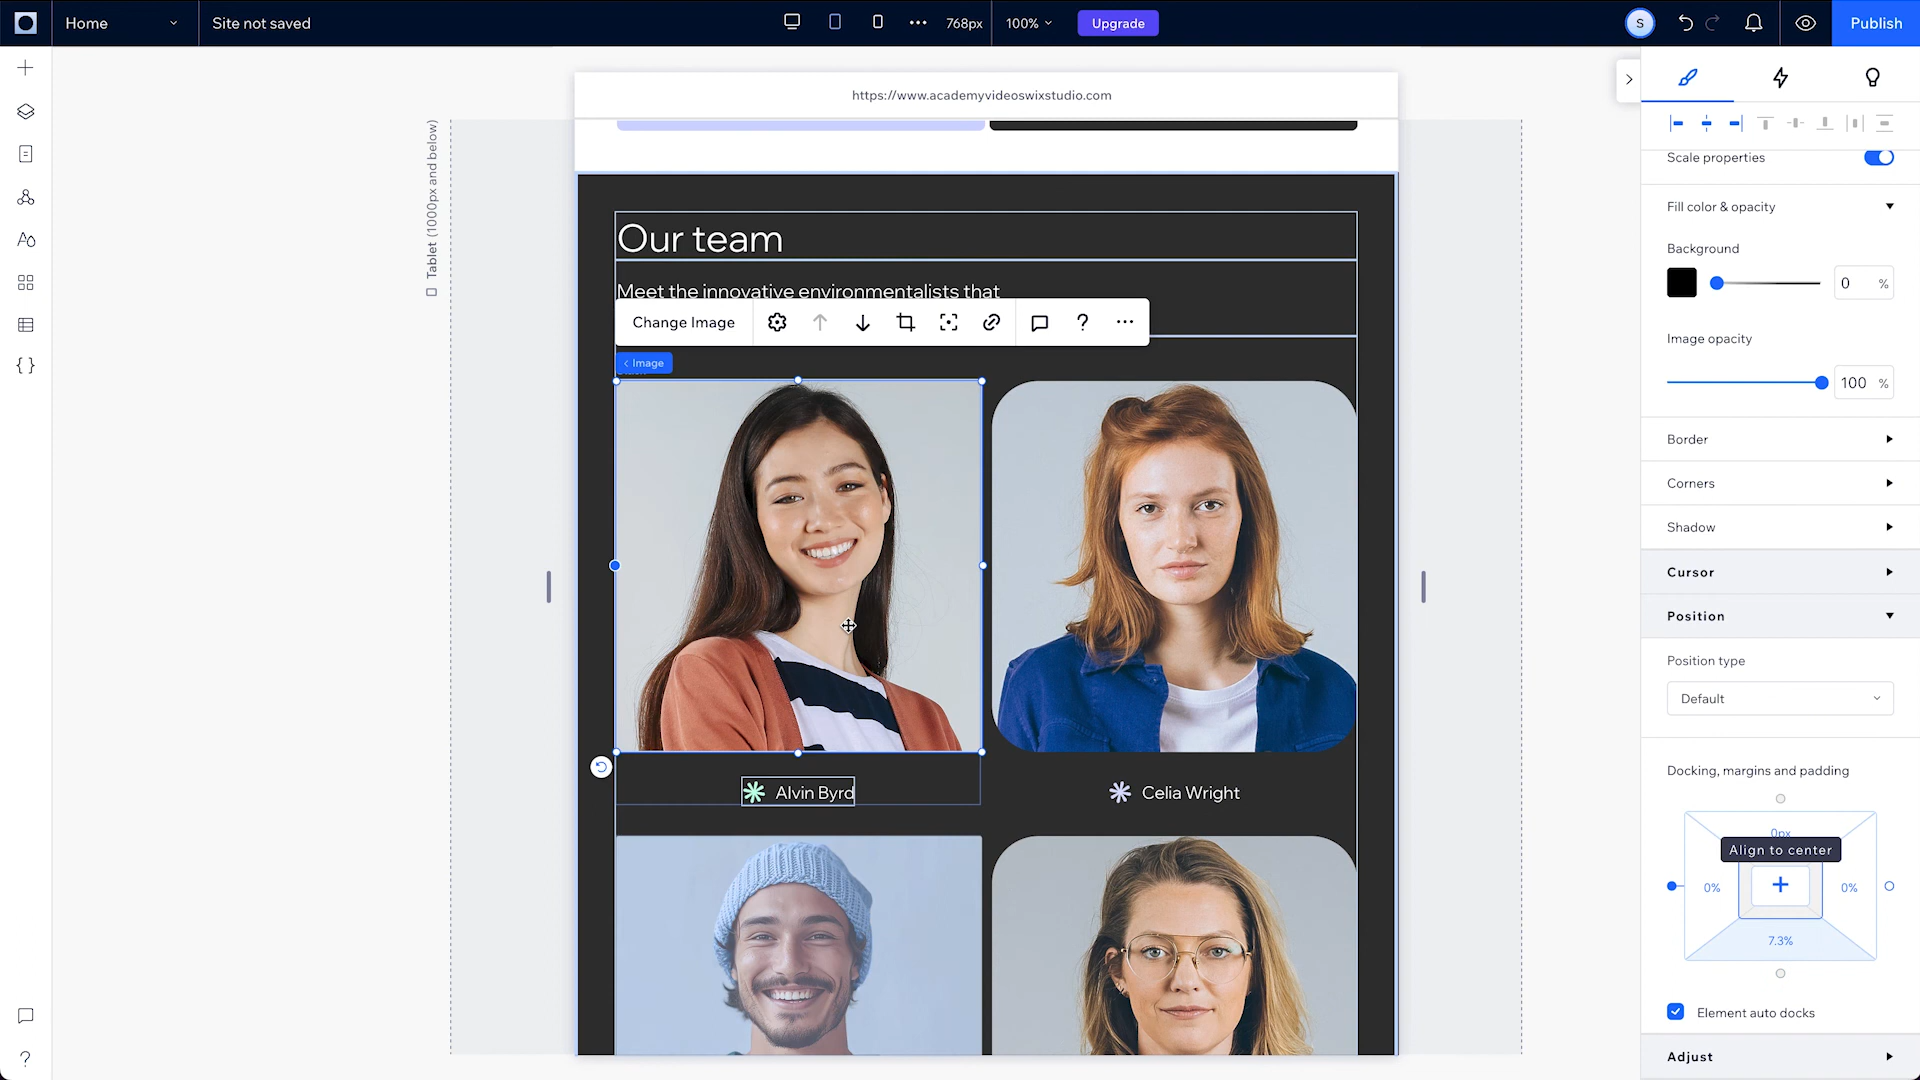 Home
Site not saved
768px
100%
Upgrade
S
Publish
https://www.academyvideoswixstudio.com
Tablet (1000px and below)
Our team
Meet the innovative environmentalists that
Change Image
?
< Image
Alvin Byrd
Celia Wright
Scale properties
Fill color & opacity
Background
0 %
Image opacity
100 %
Border
Corners
Shadow
Cursor
Position
Position type
Default
Docking, margins and padding
0px
Align to center
0%
0%
7.3%
Element auto docks
Adjust
?